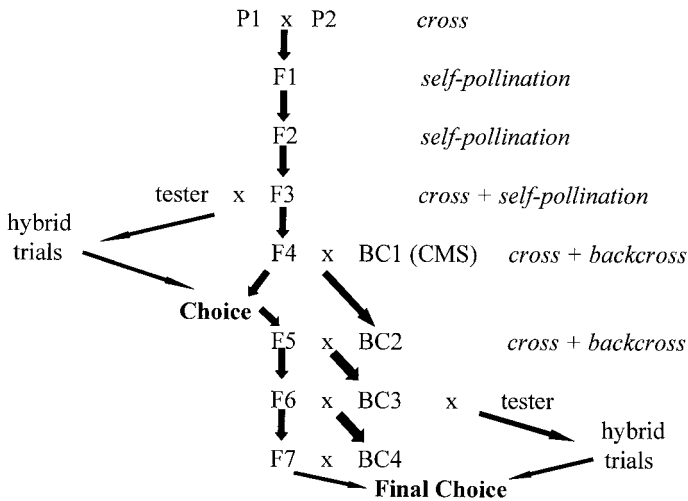 P1 x P2 cross
F1 self-pollination
F2 self-pollination
tester x F3 cross + self-pollination
hybrid
trials
F4 x BC1 (CMS) cross + backcross
Choice
F5 x BC2 cross + backcross
F6 x BC3 x tester
hybrid
trials
F7 x BC4
Final Choice